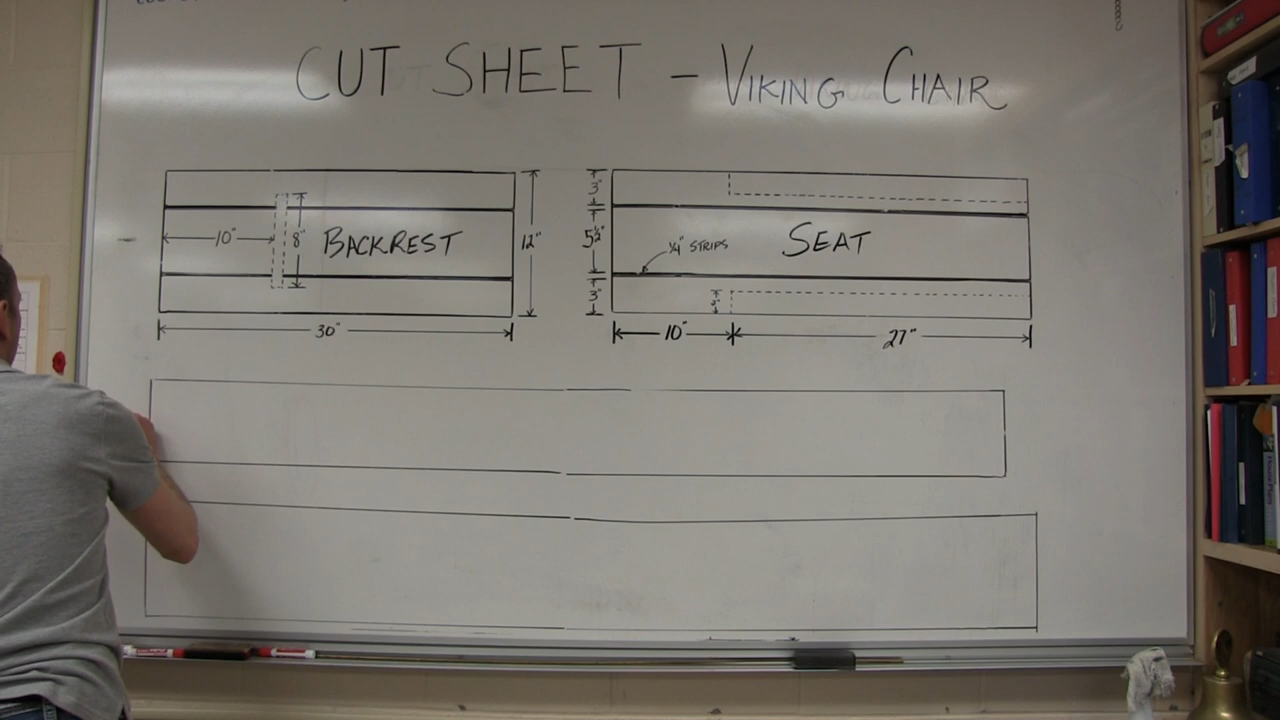 CUT SHEET - VIKING CHAIR
10"
8"
BACKREST
12"
30"
3"
5½"
3"
¼" STRIPS
SEAT
2"
10"
27"